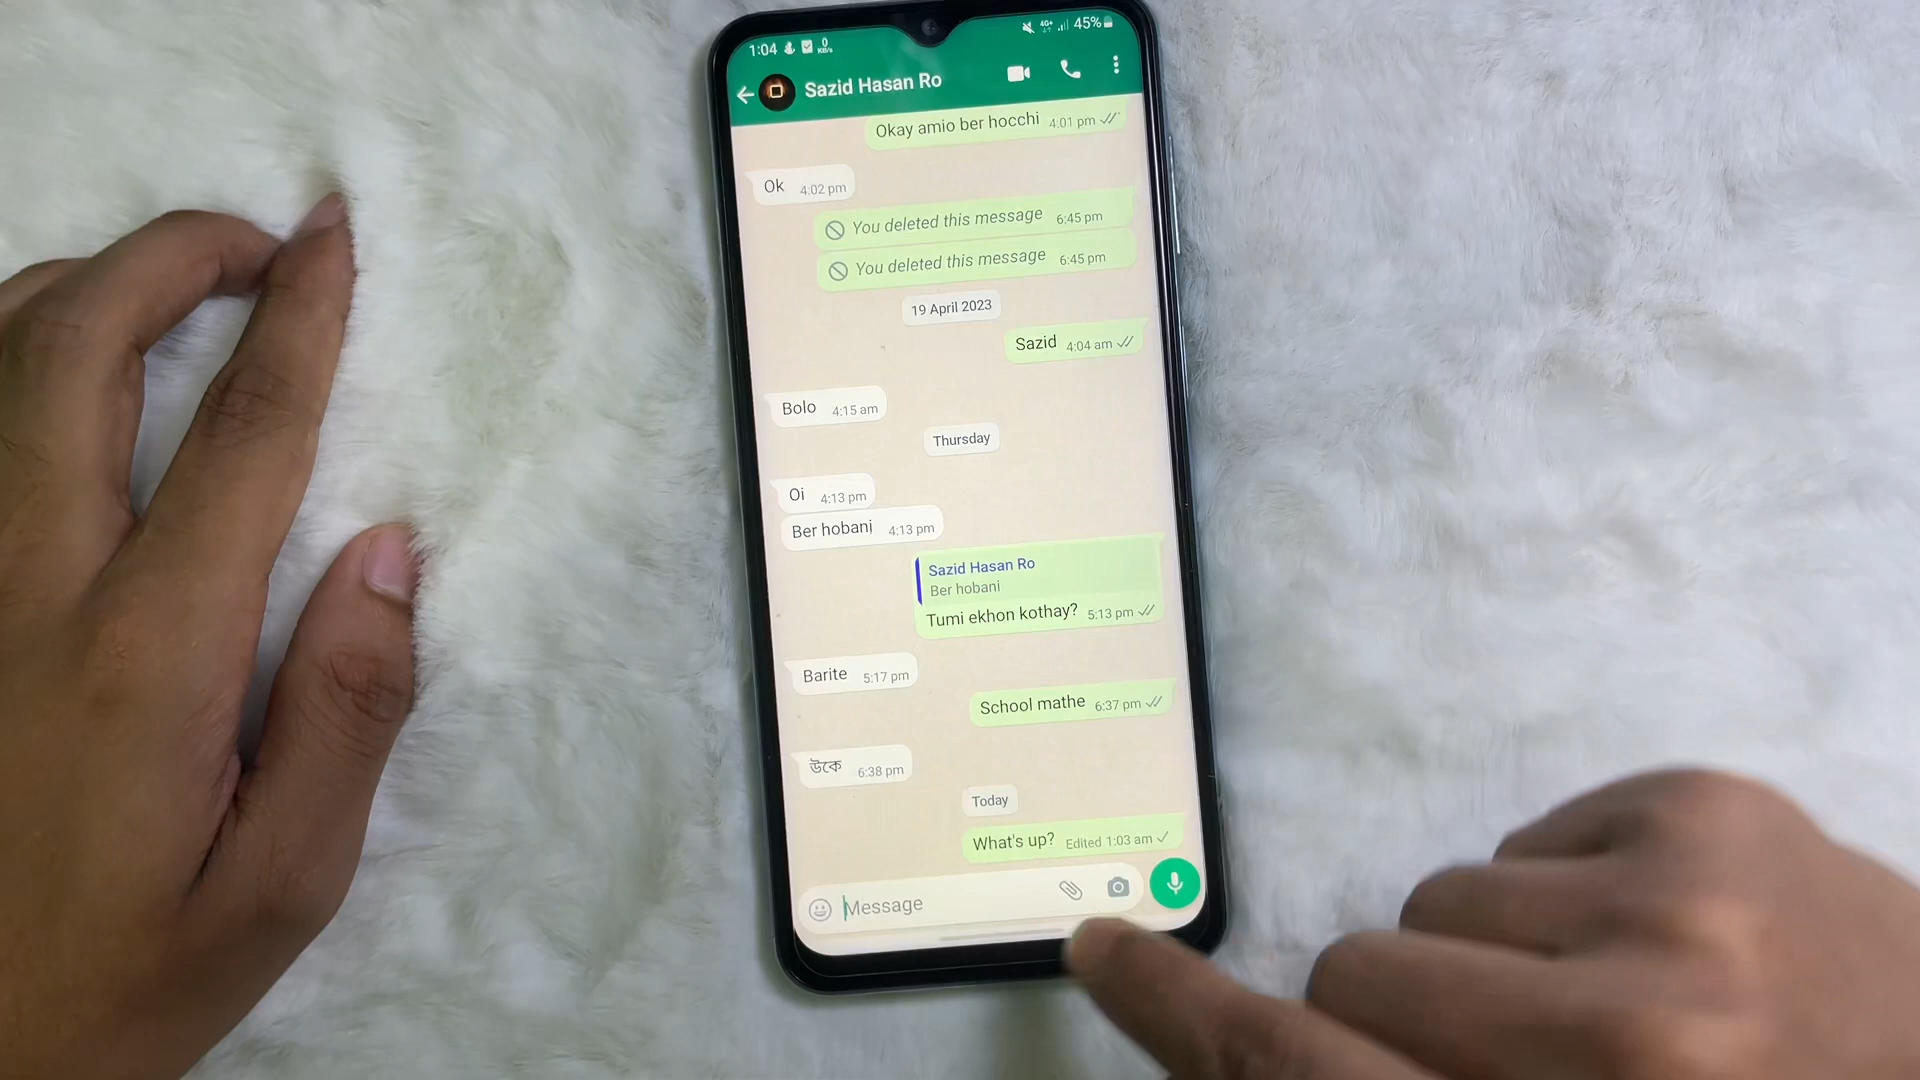 1:04 0 KB/s 4G+ 45%
Sazid Hasan Ro
Okay amio ber hocchi 4:01 pm
Ok 4:02 pm
You deleted this message 6:45 pm
You deleted this message 6:45 pm
19 April 2023
Sazid 4:04 am
Bolo 4:15 am
Thursday
Oi 4:13 pm
Ber hobani 4:13 pm
Sazid Hasan Ro
Ber hobani
Tumi ekhon kothay? 5:13 pm
Barite 5:17 pm
School mathe 6:37 pm
উকে 6:38 pm
Today
What's up? Edited 1:03 am
Message